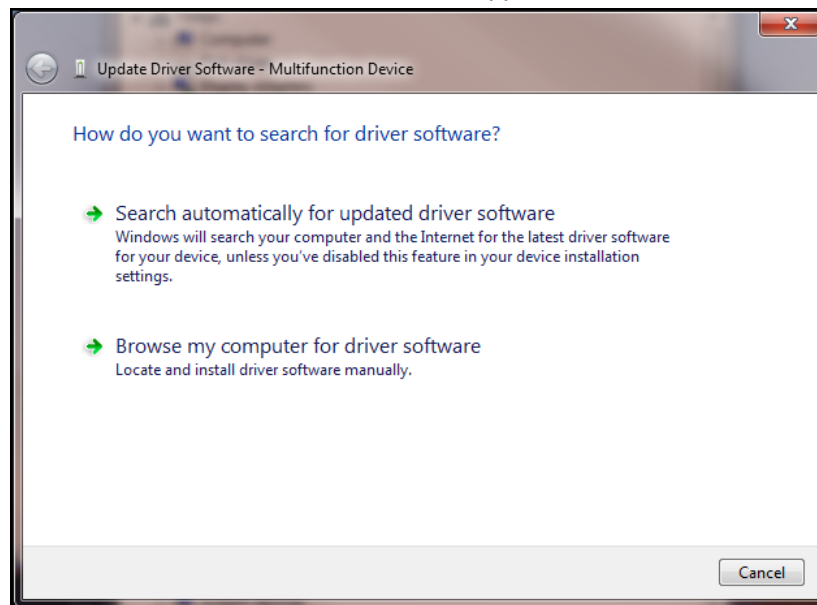 Update Driver Software - Multifunction Device
How do you want to search for driver software?
Search automatically for updated driver software
Windows will search your computer and the Internet for the latest driver software
for your device, unless you've disabled this feature in your device installation
settings.
Browse my computer for driver software
Locate and install driver software manually.
Cancel